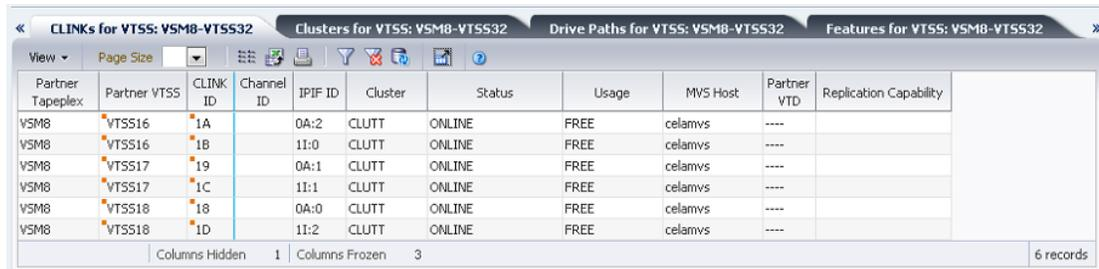 « CLINKs for VTSS: VSM8-VTSS32 Clusters for VTSS: VSM8-VTSS32 Drive Paths for VTSS: VSM8-VTSS32 Features for VTSS: VSM8-VTSS32 »
View Page Size
Partner Tapeplex Partner VTSS CLINK ID Channel ID IPIF ID Cluster Status Usage MVS Host Partner VTD Replication Capability
VSM8 VTSS16 1A 0A:2 CLUTT ONLINE FREE celamvs ----
VSM8 VTSS16 1B 1I:0 CLUTT ONLINE FREE celamvs ----
VSM8 VTSS17 19 0A:1 CLUTT ONLINE FREE celamvs ----
VSM8 VTSS17 1C 1I:1 CLUTT ONLINE FREE celamvs ----
VSM8 VTSS18 18 0A:0 CLUTT ONLINE FREE celamvs ----
VSM8 VTSS18 1D 1I:2 CLUTT ONLINE FREE celamvs ----
Columns Hidden 1 Columns Frozen 3 6 records